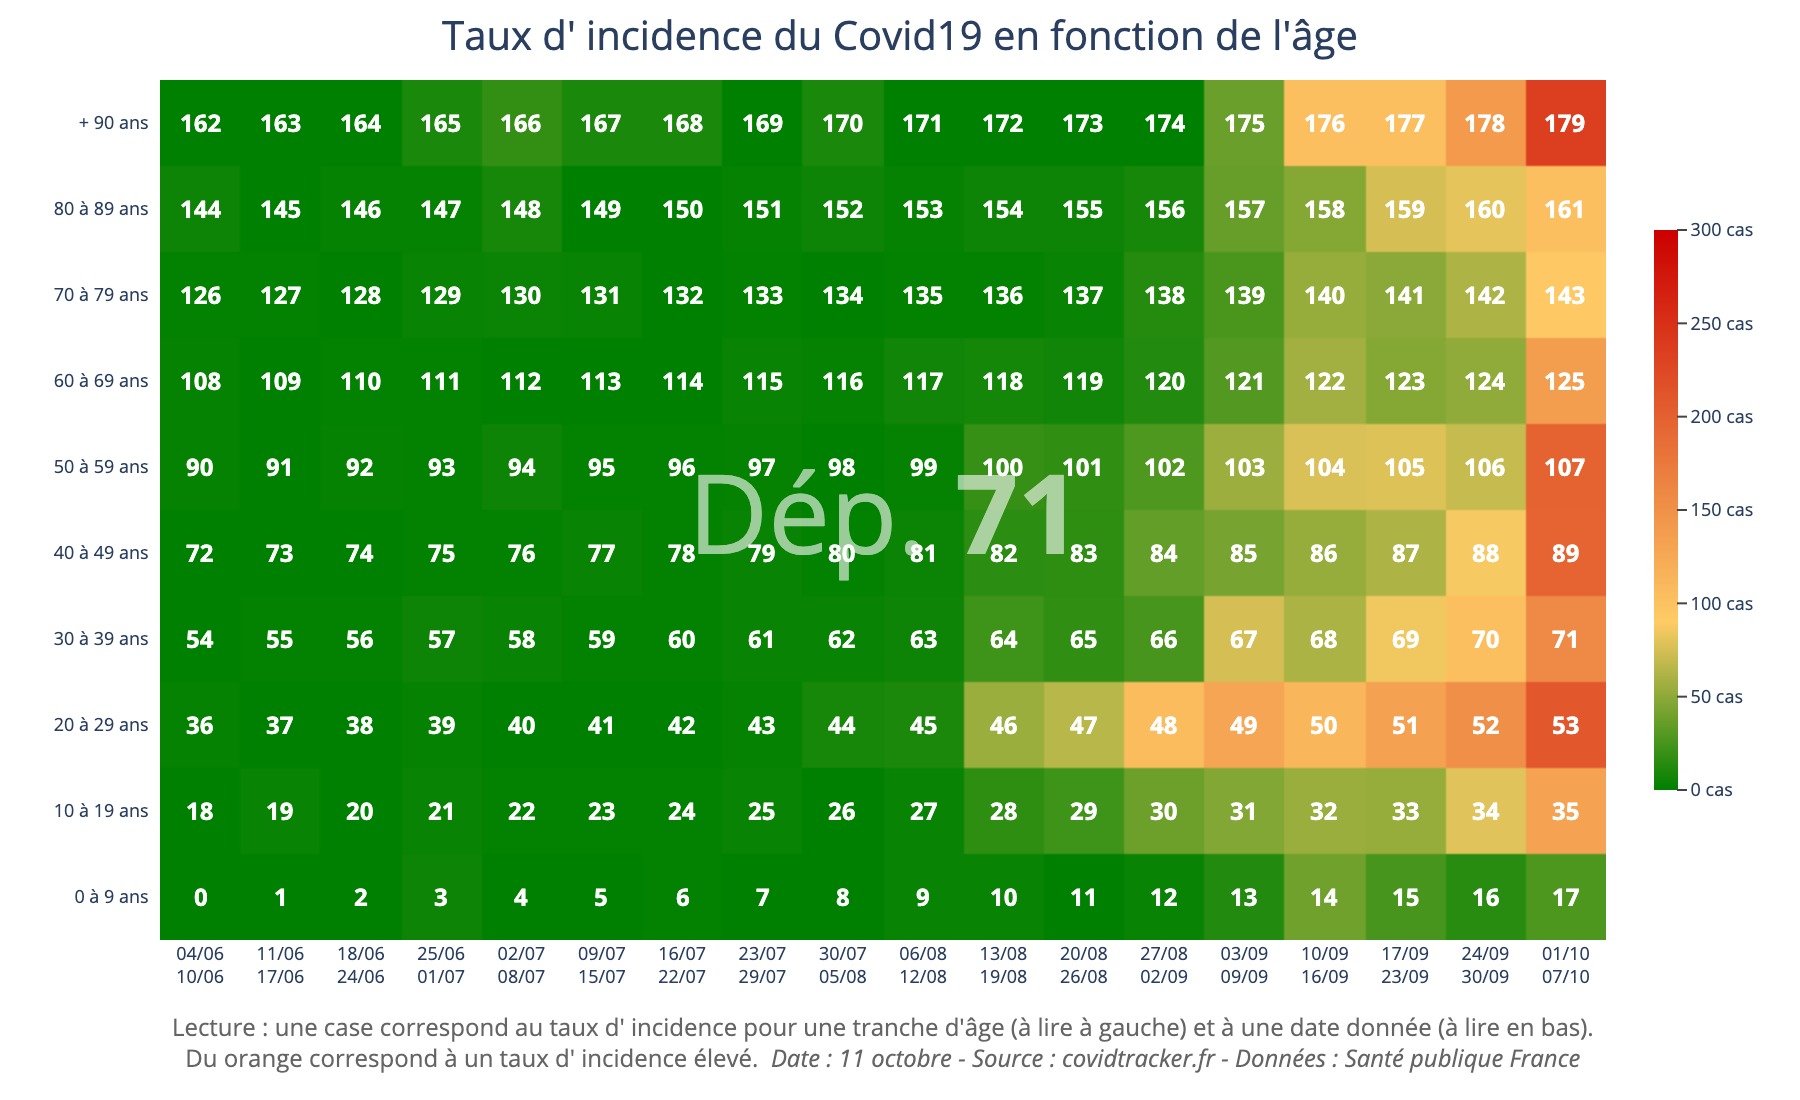 Taux d' incidence du Covid19 en fonction de l'âge
+ 90 ans 162 163 164 165 166 167 168 169 170 171 172 173 174 175 176 177 178 179
80 à 89 ans 144 145 146 147 148 149 150 151 152 153 154 155 156 157 158 159 160 161
70 à 79 ans 126 127 128 129 130 131 132 133 134 135 136 137 138 139 140 141 142 143
60 à 69 ans 108 109 110 111 112 113 114 115 116 117 118 119 120 121 122 123 124 125
50 à 59 ans 90 91 92 93 94 95 96 97 98 99 100 101 102 103 104 105 106 107
Dép. 71
40 à 49 ans 72 73 74 75 76 77 78 79 80 81 82 83 84 85 86 87 88 89
30 à 39 ans 54 55 56 57 58 59 60 61 62 63 64 65 66 67 68 69 70 71
20 à 29 ans 36 37 38 39 40 41 42 43 44 45 46 47 48 49 50 51 52 53
10 à 19 ans 18 19 20 21 22 23 24 25 26 27 28 29 30 31 32 33 34 35
0 à 9 ans 0 1 2 3 4 5 6 7 8 9 10 11 12 13 14 15 16 17
04/06 11/06 18/06 25/06 02/07 09/07 16/07 23/07 30/07 06/08 13/08 20/08 27/08 03/09 10/09 17/09 24/09 01/10
10/06 17/06 24/06 01/07 08/07 15/07 22/07 29/07 05/08 12/08 19/08 26/08 02/09 09/09 16/09 23/09 30/09 07/10
300 cas
250 cas
200 cas
150 cas
100 cas
50 cas
0 cas
Lecture : une case correspond au taux d' incidence pour une tranche d'âge (à lire à gauche) et à une date donnée (à lire en bas).
Du orange correspond à un taux d' incidence élevé. Date : 11 octobre - Source : covidtracker.fr - Données : Santé publique France